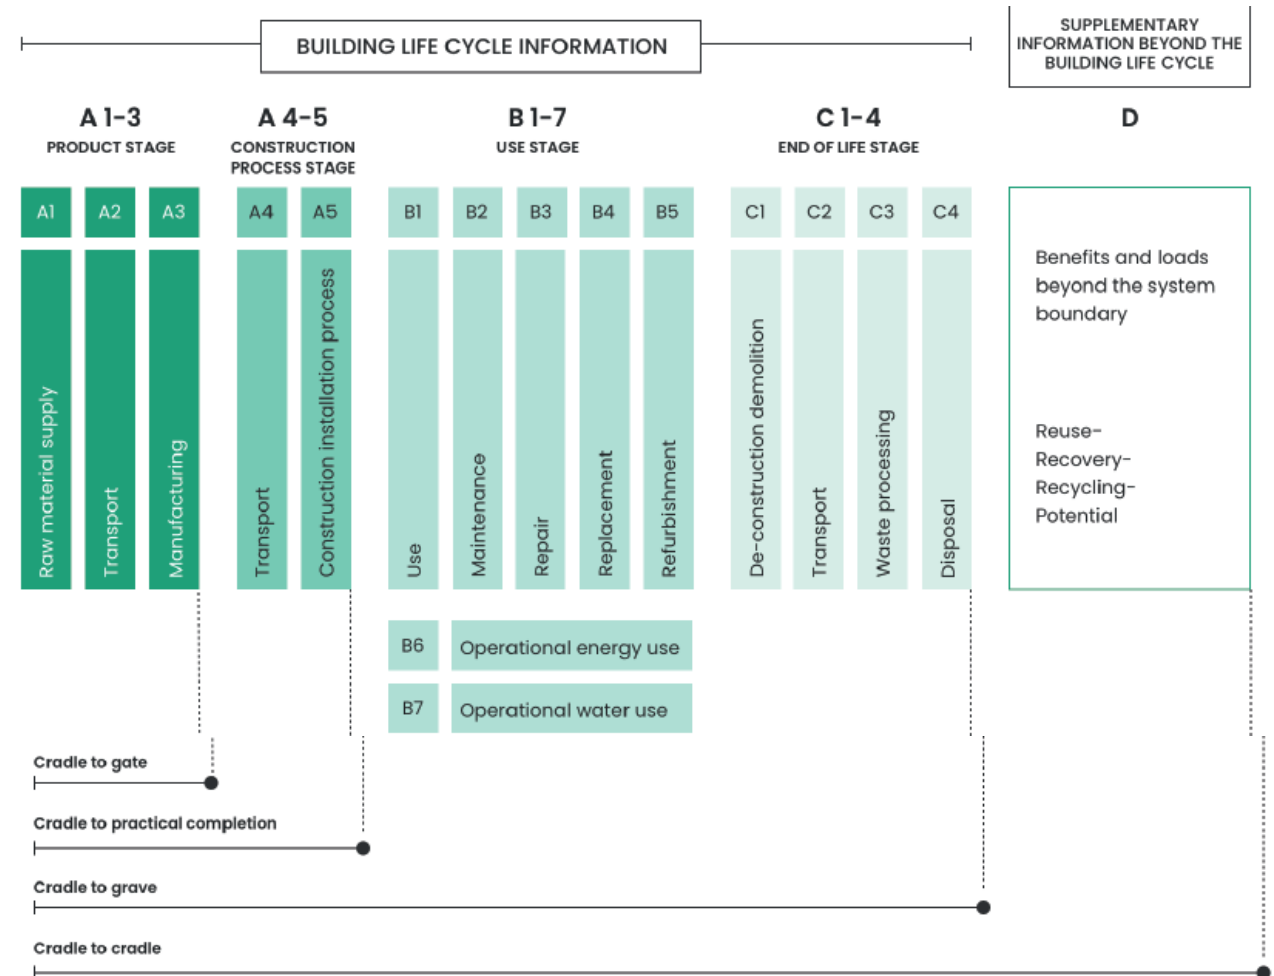 BUILDING LIFE CYCLE INFORMATION
SUPPLEMENTARY
INFORMATION BEYOND THE
BUILDING LIFE CYCLE
A 1-3
PRODUCT STAGE
A 4-5
CONSTRUCTION
PROCESS STAGE
B 1-7
USE STAGE
C 1-4
END OF LIFE STAGE
D
A1
A2
A3
A4
A5
B1
B2
B3
B4
B5
C1
C2
C3
C4
Raw material supply
Transport
Manufacturing
Transport
Construction installation process
Use
Maintenance
Repair
Replacement
Refurbishment
De-construction demolition
Transport
Waste processing
Disposal
Benefits and loads
beyond the system
boundary
Reuse-
Recovery-
Recycling-
Potential
B6
Operational energy use
B7
Operational water use
Cradle to gate
Cradle to practical completion
Cradle to grave
Cradle to cradle